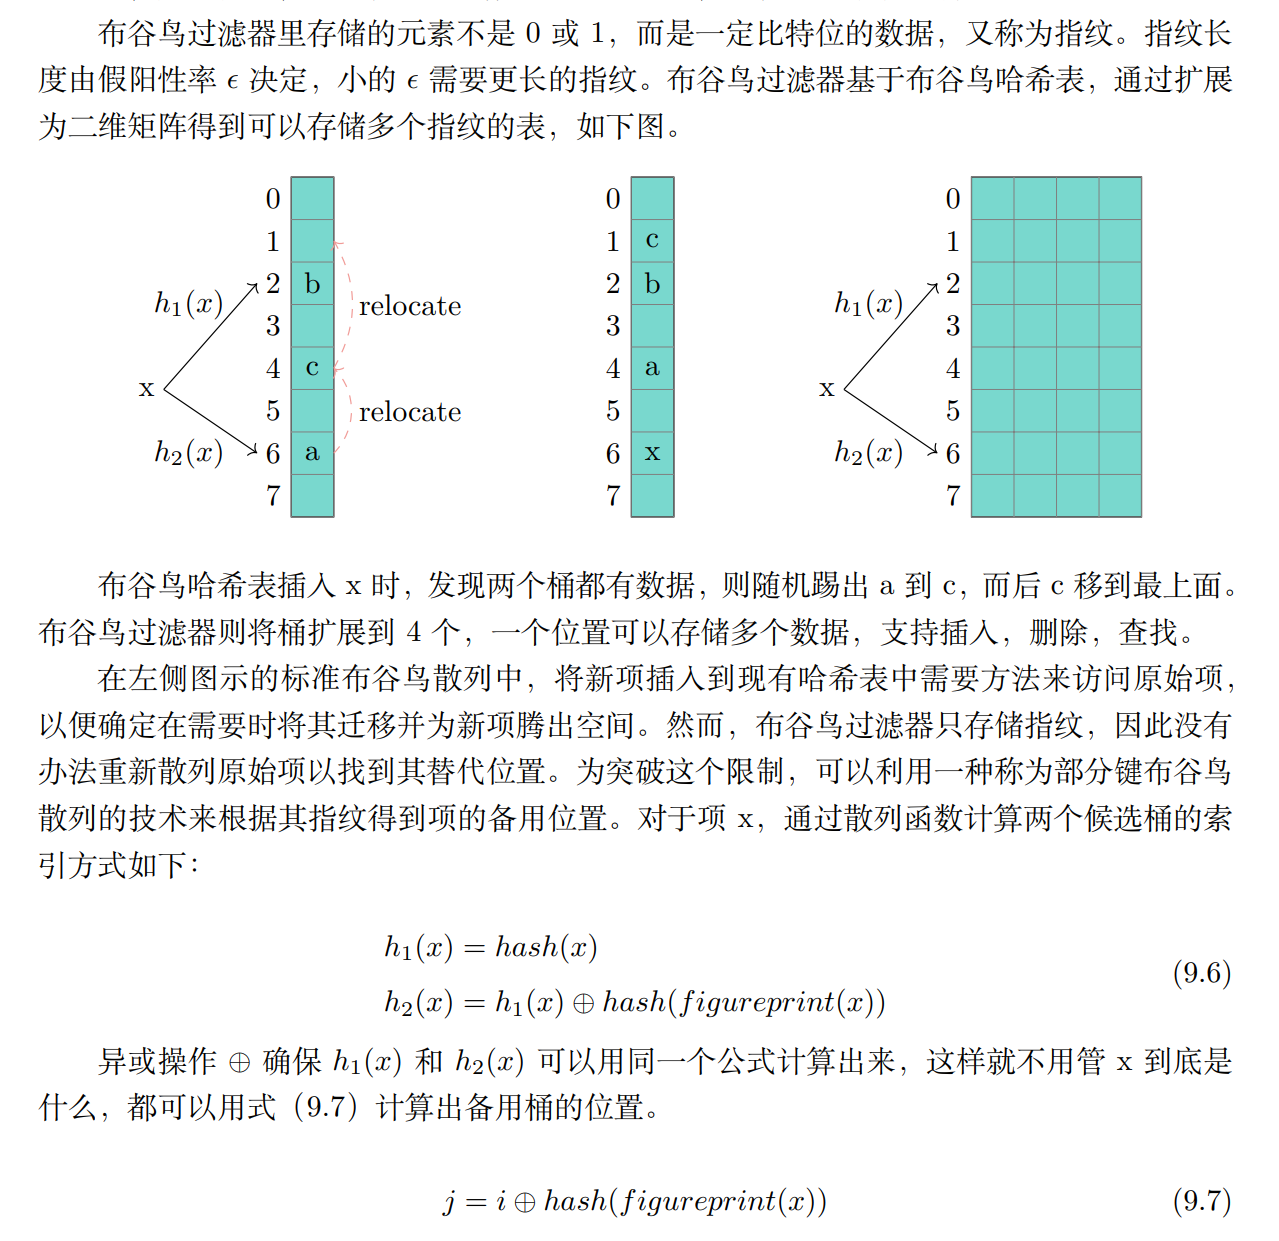 布谷鸟过滤器里存储的元素不是 0 或 1，而是一定比特位的数据，又称为指纹。指纹长
度由假阳性率 ϵ 决定，小的 ϵ 需要更长的指纹。布谷鸟过滤器基于布谷鸟哈希表，通过扩展
为二维矩阵得到可以存储多个指纹的表，如下图。
0
1
2 b
3
4 c
5
6 a
7
h₁(x)
x
h₂(x)
relocate
relocate
0
1 c
2 b
3
4 a
5
6 x
7
0
1
2
3
4
5
6
7
h₁(x)
x
h₂(x)
布谷鸟哈希表插入 x 时，发现两个桶都有数据，则随机踢出 a 到 c，而后 c 移到最上面。
布谷鸟过滤器则将桶扩展到 4 个，一个位置可以存储多个数据，支持插入，删除，查找。
在左侧图示的标准布谷鸟散列中，将新项插入到现有哈希表中需要方法来访问原始项，
以便确定在需要时将其迁移并为新项腾出空间。然而，布谷鸟过滤器只存储指纹，因此没有
办法重新散列原始项以找到其替代位置。为突破这个限制，可以利用一种称为部分键布谷鸟
散列的技术来根据其指纹得到项的备用位置。对于项 x，通过散列函数计算两个候选桶的索
引方式如下：
h₁(x) = hash(x)
h₂(x) = h₁(x) ⊕ hash(figureprint(x))
(9.6)
异或操作 ⊕ 确保 h₁(x) 和 h₂(x) 可以用同一个公式计算出来，这样就不用管 x 到底是
什么，都可以用式（9.7）计算出备用桶的位置。
j = i ⊕ hash(figureprint(x)) (9.7)